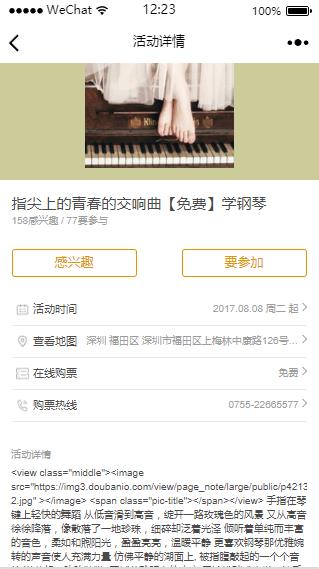 WeChat 12:23 100%
活动详情
指尖上的青春的交响曲【免费】学钢琴
158感兴趣 / 77要参与
感兴趣 要参加
活动时间 2017.08.08 周二 起
查看地图 深圳 福田区 深圳市福田区上梅林中康路126号...
在线购票 免费
购票热线 0755-22665577
活动详情
<view class="middle"><image
src="https://img3.doubanio.com/view/page_note/large/public/p4213
2.jpg" ></image> <span class="pic-title"></span></view> 手指在琴
键上轻快的舞蹈 从低音滑到高音，绽开一路玫瑰色的风景 又从高音
徐徐降落，像散落了一地珍珠，细碎却泛着光泽 倾听着单纯而丰富
的音色，柔如和煦阳光，盈盈亮亮，温暖平静 更喜欢钢琴那优雅婉
转的声音使人充满力量 仿佛平静的湖面上. 被指膛敲起的一个个音